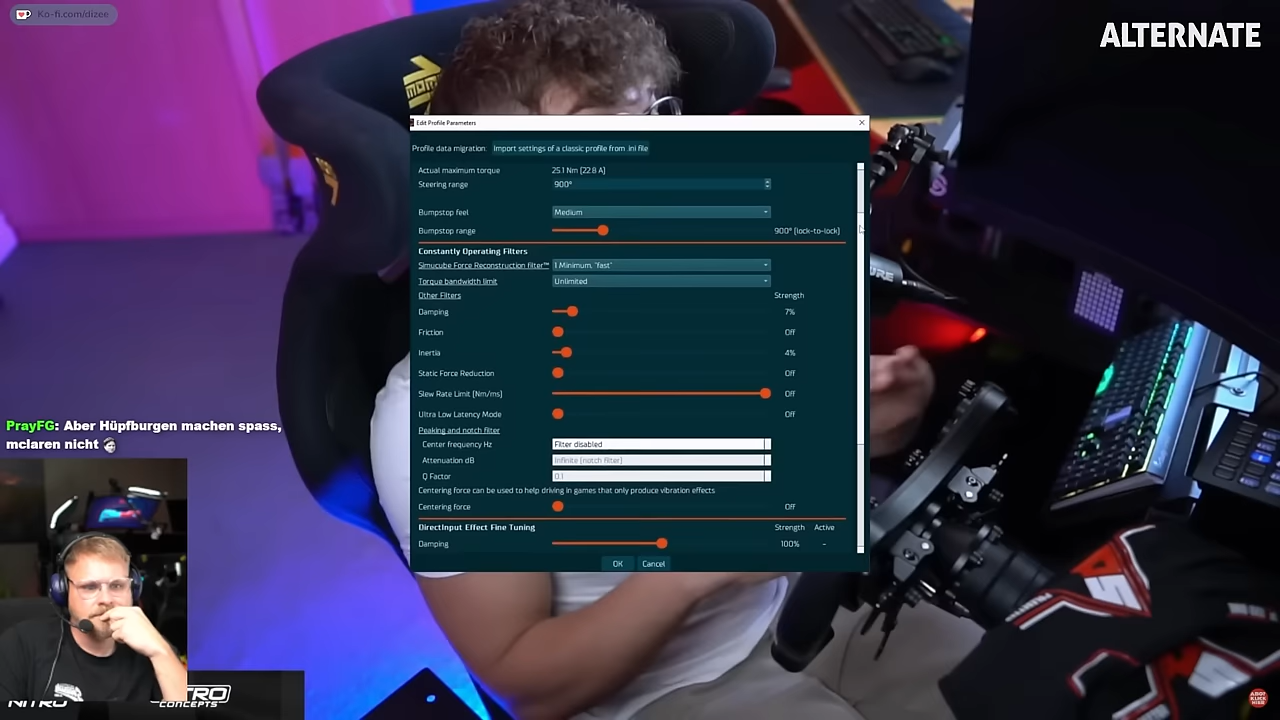 Ko-fi.com/dizee
ALTERNATE
Edit Profile Parameters
Profile data migration: Import settings of a classic profile from .ini file
Actual maximum torque 25.1 Nm [22.8 A]
Steering range 900°
Bumpstop feel Medium
Bumpstop range 900° (lock-to-lock)
Constantly Operating Filters
Simucube Force Reconstruction filter™ 1 Minimum, "fast"
Torque bandwidth limit Unlimited
Other Filters Strength
Damping 7%
Friction Off
Inertia 4%
Static Force Reduction Off
Slew Rate Limit [Nm/ms] Off
Ultra Low Latency Mode Off
Peaking and notch filter
Center frequency Hz Filter disabled
Attenuation dB Infinite [notch filter]
Q Factor 0.1
Centering force can be used to help driving in games that only produce vibration effects
Centering force Off
DirectInput Effect Fine Tuning Strength Active
Damping 100% -
OK Cancel
PrayFG: Aber Hüpfburgen machen spass,
mclaren nicht
NITRO
CONCEPTS